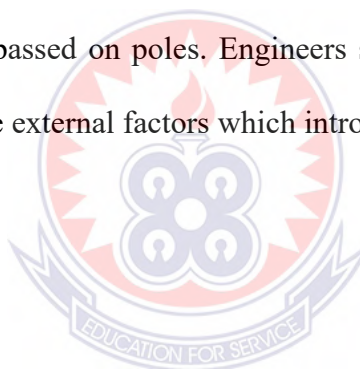 passed on poles. Engineers s
e external factors which intro
EDUCATION FOR SERVICE